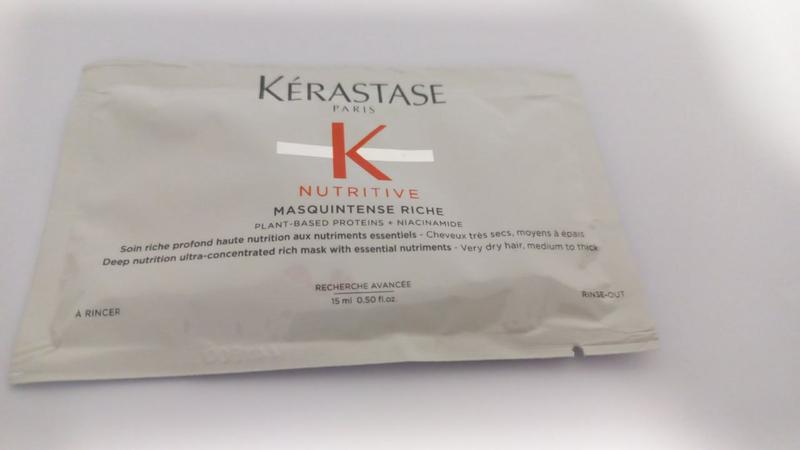 KÉRASTASE
PARIS
K
NUTRITIVE
MASQUINTENSE RICHE
PLANT-BASED PROTEINS + NIACINAMIDE
Soin riche profond haute nutrition aux nutriments essentiels - Cheveux très secs, moyens à épais
Deep nutrition ultra-concentrated rich mask with essential nutriments - Very dry hair, medium to thick
RECHERCHE AVANCÉE
15 ml 0.50 fl.oz.
À RINCER
RINSE-OUT